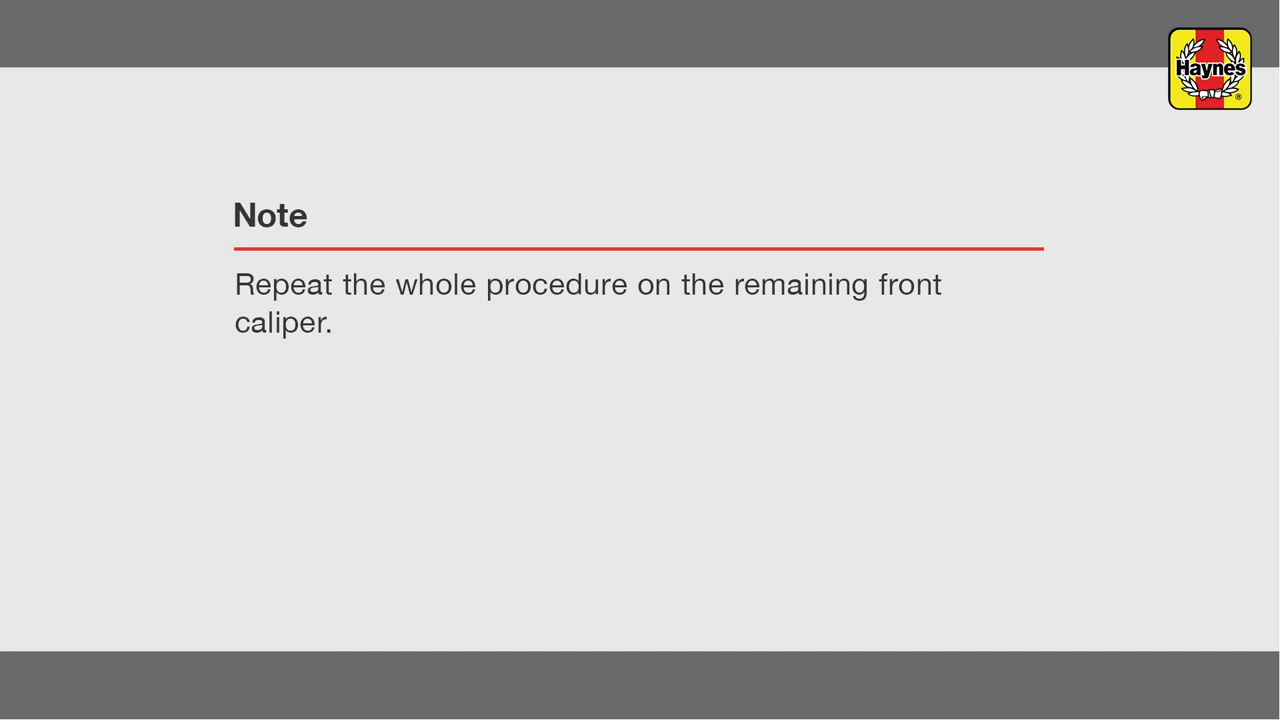 Haynes
®
Note
Repeat the whole procedure on the remaining front
caliper.